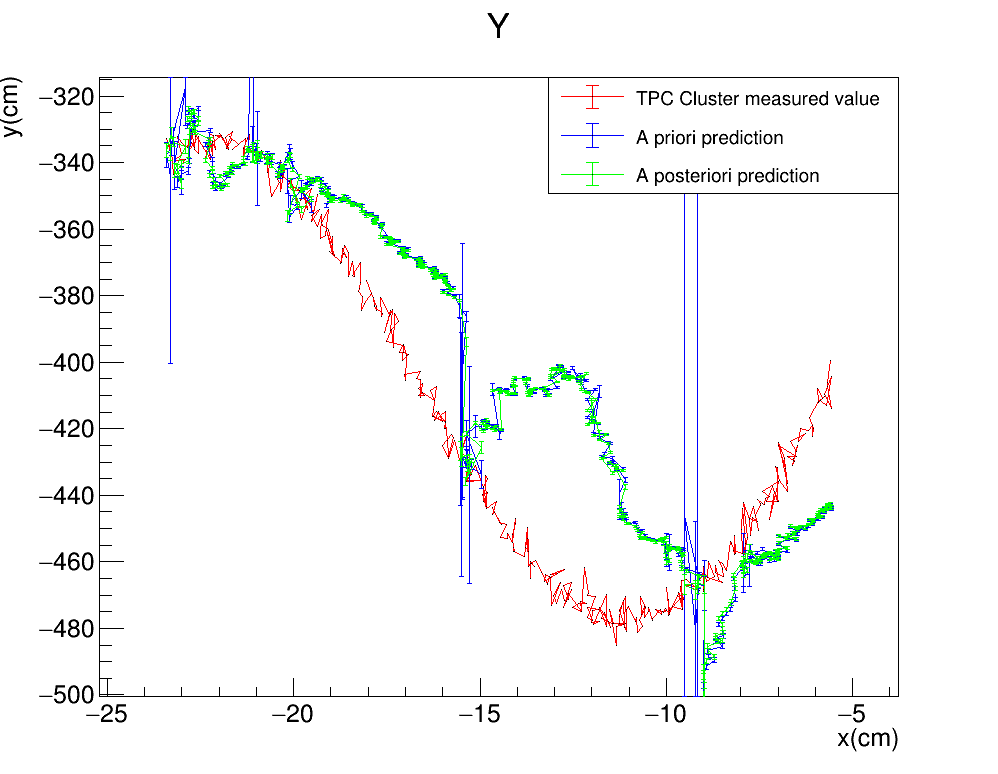 Y
y(cm)
TPC Cluster measured value
A priori prediction
A posteriori prediction
−320
−340
−360
−380
−400
−420
−440
−460
−480
−500
−25 −20 −15 −10 −5
x(cm)